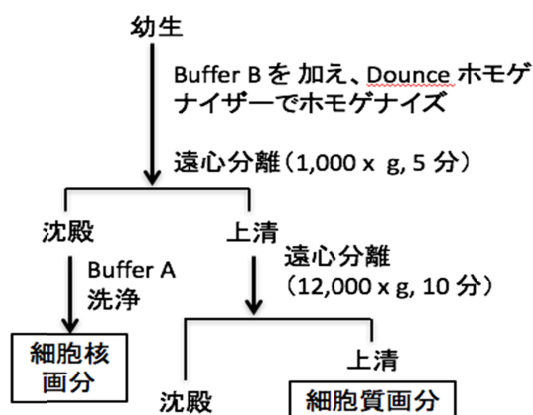 幼生
Buffer B を 加え、Dounce ホモゲ
ナイザーでホモゲナイズ
遠心分離（1,000 x g, 5 分）
沈殿
上清
Buffer A
洗浄
遠心分離
（12,000 x g, 10 分）
細胞核
画分
沈殿
上清
細胞質画分